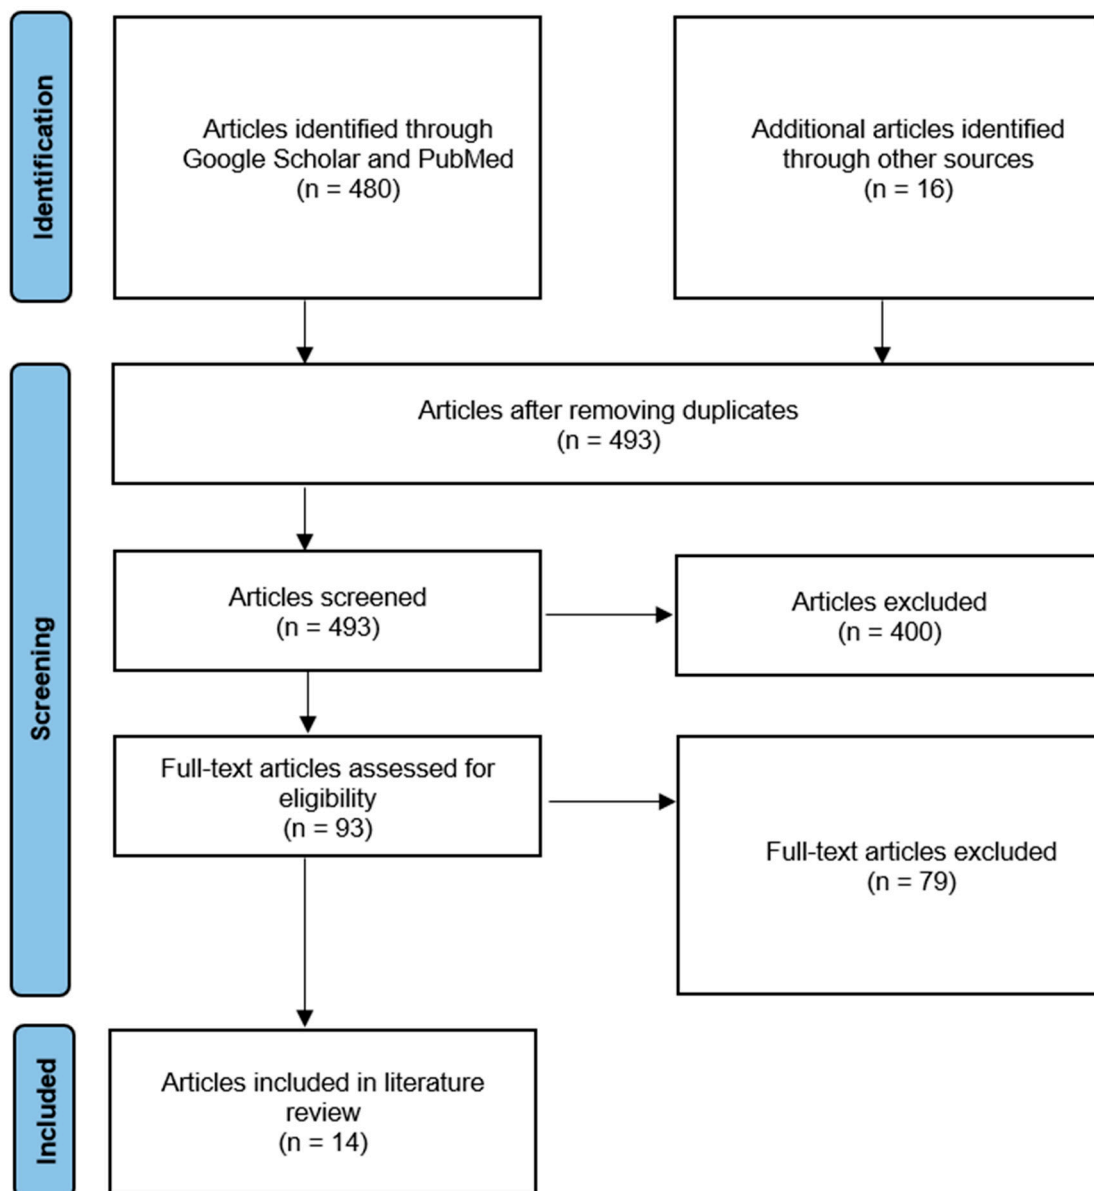 Identification
Articles identified through
Google Scholar and PubMed
(n = 480)
Additional articles identified
through other sources
(n = 16)
Screening
Articles after removing duplicates
(n = 493)
Articles screened
(n = 493)
Articles excluded
(n = 400)
Full-text articles assessed for
eligibility
(n = 93)
Full-text articles excluded
(n = 79)
Included
Articles included in literature
review
(n = 14)